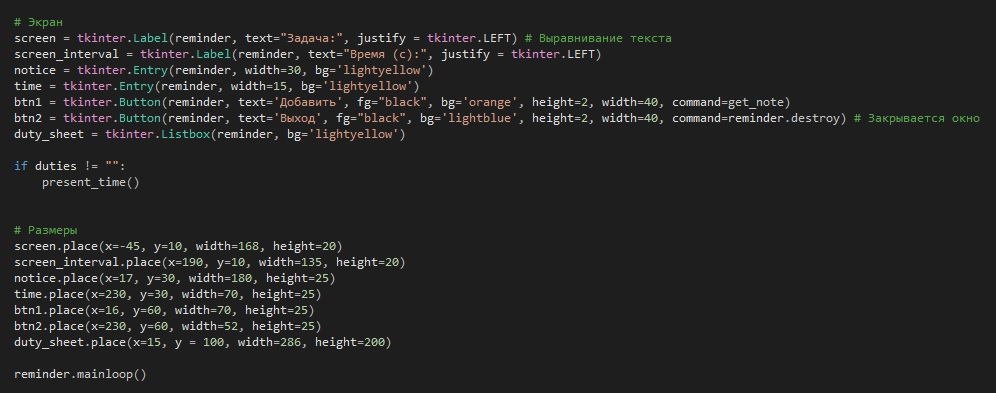 # Экран
screen = tkinter.Label(reminder, text="Задача:", justify = tkinter.LEFT) # Выравнивание текста
screen_interval = tkinter.Label(reminder, text="Время (с):", justify = tkinter.LEFT)
notice = tkinter.Entry(reminder, width=30, bg='lightyellow')
time = tkinter.Entry(reminder, width=15, bg='lightyellow')
btn1 = tkinter.Button(reminder, text='Добавить', fg="black", bg='orange', height=2, width=40, command=get_note)
btn2 = tkinter.Button(reminder, text='Выход', fg="black", bg='lightblue', height=2, width=40, command=reminder.destroy) # Закрывается окно
duty_sheet = tkinter.Listbox(reminder, bg='lightyellow')
if duties != "":
    present_time()
# Размеры
screen.place(x=-45, y=10, width=168, height=20)
screen_interval.place(x=190, y=10, width=135, height=20)
notice.place(x=17, y=30, width=180, height=25)
time.place(x=230, y=30, width=70, height=25)
btn1.place(x=16, y=60, width=70, height=25)
btn2.place(x=230, y=60, width=52, height=25)
duty_sheet.place(x=15, y = 100, width=286, height=200)
reminder.mainloop()